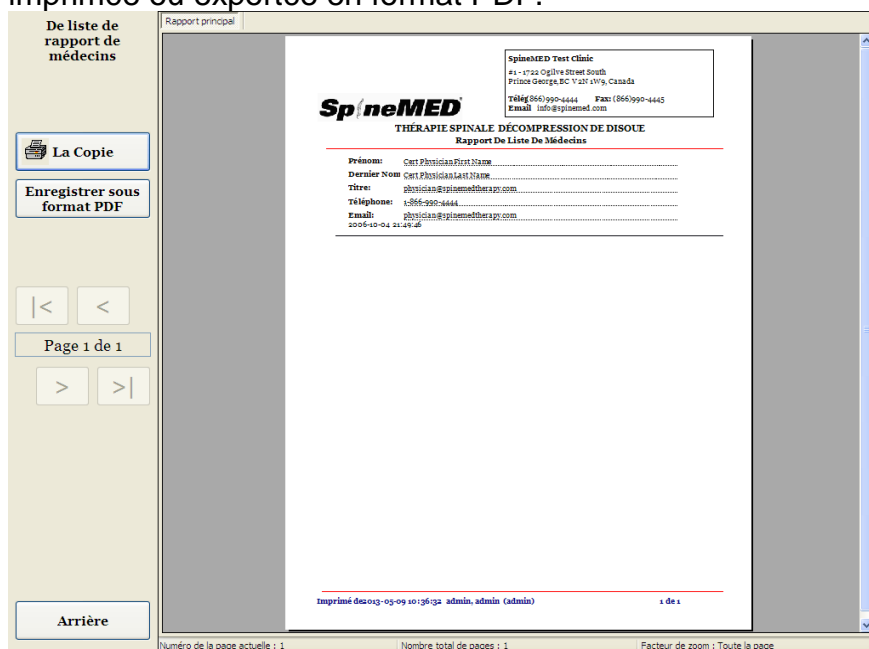 imprimée ou exportée en format PDF.
De liste de
rapport de
médecins
La Copie
Enregistrer sous
format PDF
|< <
Page 1 de 1
> >|
Arrière
Rapport principal
SpineMED Test Clinic
#1 - 1722 Ogilve Street South
Prince George, BC V2N 1W9, Canada
Télég(866)990-4444 Fax: (866)990-4445
Email info@spinemed.com
SpineMED
THÉRAPIE SPINALE DÉCOMPRESSION DE DISOUE
Rapport De Liste De Médecins
Prénom: Cert Physician First Name
Dernier Nom Cert Physician Last Name
Titre: physician@spinemedtherapy.com
Téléphone: 1-866-990-4444
Email: physician@spinemedtherapy.com
2006-10-04 21:49:46
Imprimé de2013-05-09 10:36:32 admin, admin (admin) 1 de 1
Numéro de la page actuelle : 1 Nombre total de pages : 1 Facteur de zoom : Toute la page